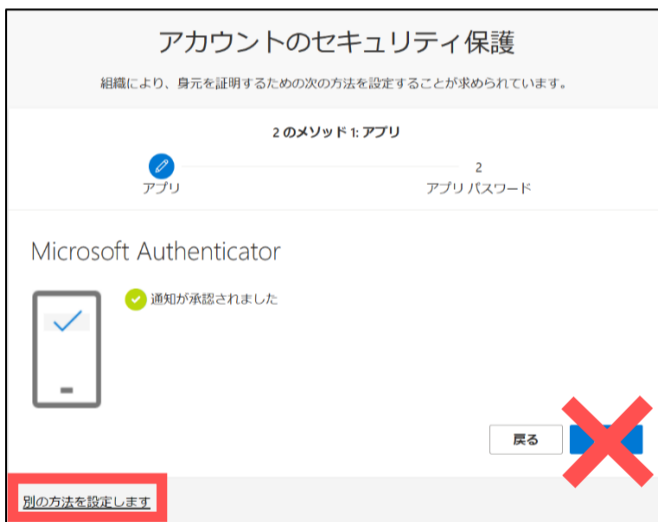 アカウントのセキュリティ保護
組織により、身元を証明するための次の方法を設定することが求められています。
2 のメソッド 1: アプリ
2
アプリ
アプリ パスワード
Microsoft Authenticator
通知が承認されました
戻る
別の方法を設定します